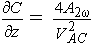 ∂C/∂z = 4A_{2ω}/V_{AC}^2